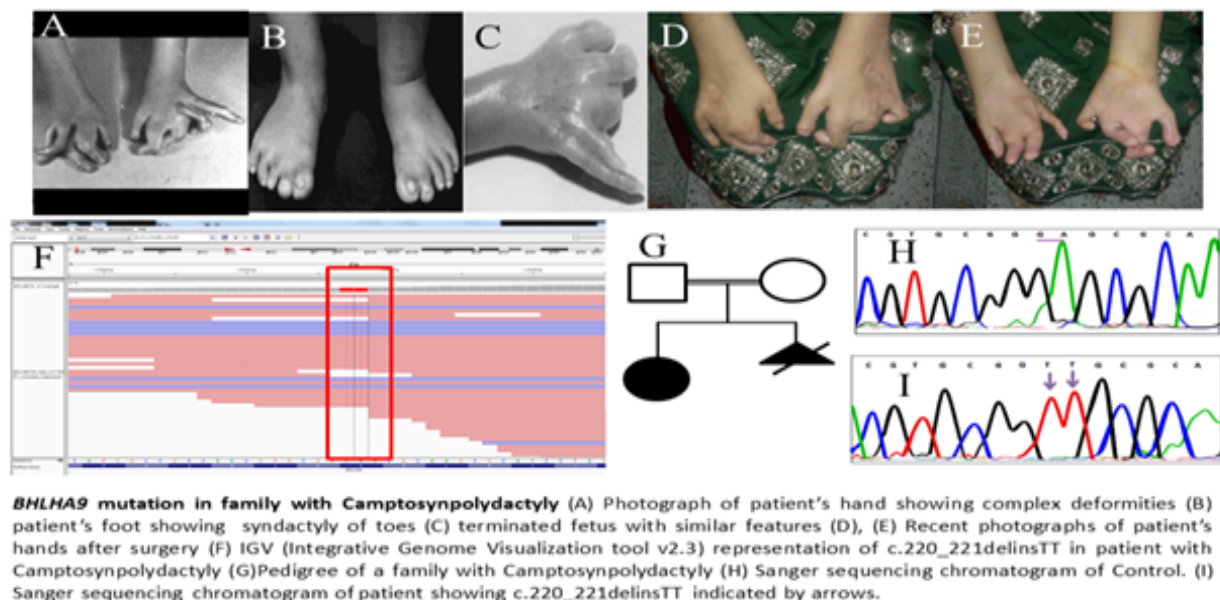 A
B
C
D
E
F
G
H
C G T G C G G G A G C G C A
I
C G T G C G G T T G C G C A
BHLHA9 mutation in family with Camptosynpolydactyly (A) Photograph of patient's hand showing complex deformities (B)
patient's foot showing syndactyly of toes (C) terminated fetus with similar features (D), (E) Recent photographs of patient's
hands after surgery (F) IGV (Integrative Genome Visualization tool v2.3) representation of c.220_221delinsTT in patient with
Camptosynpolydactyly (G)Pedigree of a family with Camptosynpolydactyly (H) Sanger sequencing chromatogram of Control. (I)
Sanger sequencing chromatogram of patient showing c.220_221delinsTT indicated by arrows.